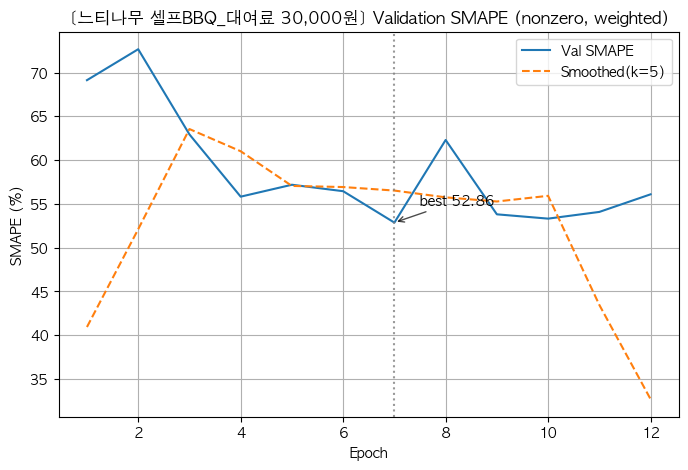 [느티나무 셀프BBQ_대여료 30,000원] Validation SMAPE (nonzero, weighted)
Val SMAPE
Smoothed(k=5)
70
65
60
55
50
45
40
35
best 52.86
SMAPE (%)
2
4
6
8
10
12
Epoch